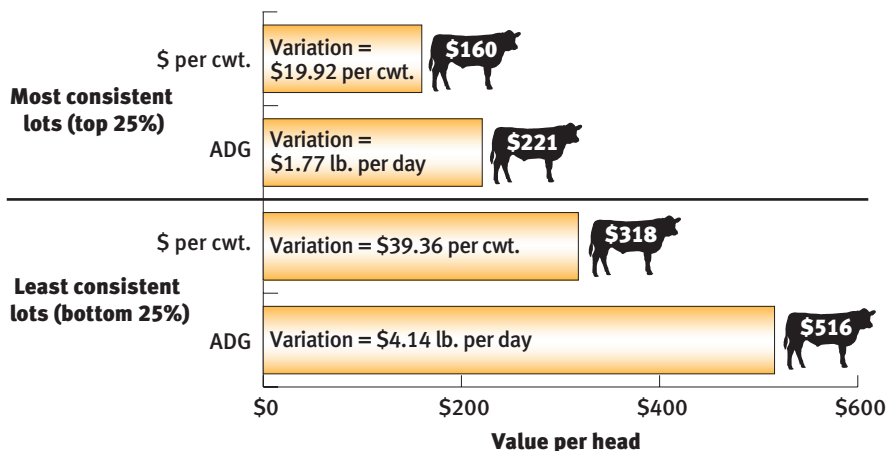 $ per cwt.
Variation =
$19.92 per cwt.
$160
Most consistent
lots (top 25%)
ADG
Variation =
$1.77 lb. per day
$221
$ per cwt.
Variation = $39.36 per cwt.
$318
Least consistent
lots (bottom 25%)
ADG
Variation = $4.14 lb. per day
$516
$0
$200
$400
$600
Value per head